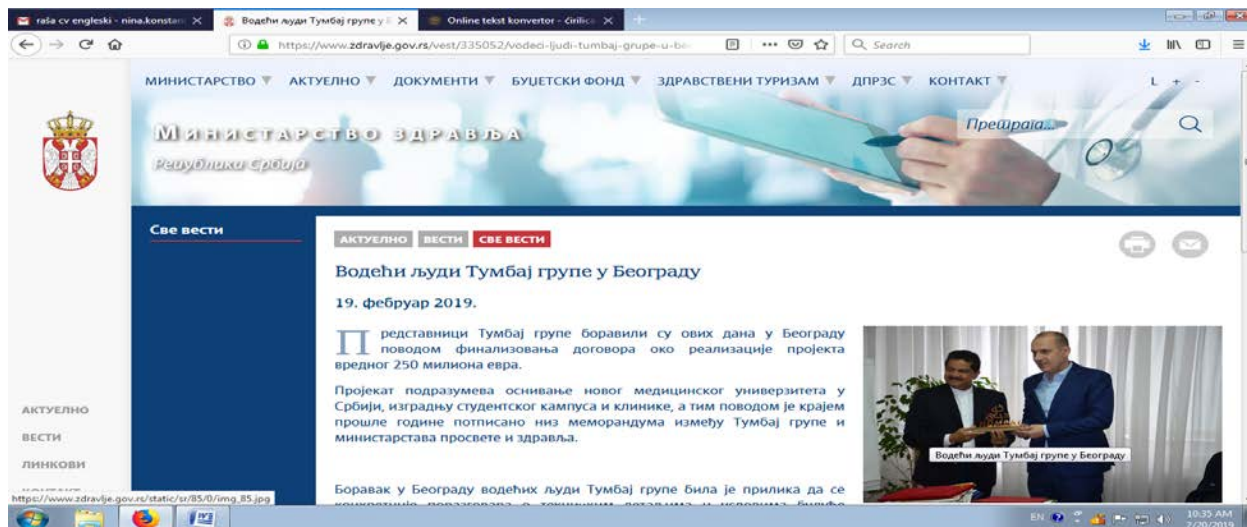 raša cv engleski - nina.konstan
Водећи људи Тумбај групе у Б
Online tekst konvertor - ćirilica
https://www.zdravlje.gov.rs/vest/335052/vodeci-ljudi-tumbaj-grupe-u-be
Search
МИНИСТАРСТВО АКТУЕЛНО ДОКУМЕНТИ БУЏЕТСКИ ФОНД ЗДРАВСТВЕНИ ТУРИЗАМ ДПРЗС КОНТАКТ L + -
Министарство здравља
Република Србија
Претрага...
Све вести
АКТУЕЛНО ВЕСТИ СВЕ ВЕСТИ
Водећи људи Тумбај групе у Београду
19. фебруар 2019.
Представници Тумбај групе боравили су ових дана у Београду
поводом финализовања договора око реализације пројекта
вредног 250 милиона евра.
Пројекат подразумева оснивање новог медицинског универзитета у
Србији, изградњу студентског кампуса и клинике, а тим поводом је крајем
прошле године потписано низ меморандума између Тумбај групе и
министарстава просвете и здравља.
Боравак у Београду водећих људи Тумбај групе била је прилика да се
Водећи људи Тумбај групе у Београду
АКТУЕЛНО
ВЕСТИ
ЛИНКОВИ
https://www.zdravlje.gov.rs/static/sr/85/0/img_85.jpg
EN
10:35 AM
2/20/2019